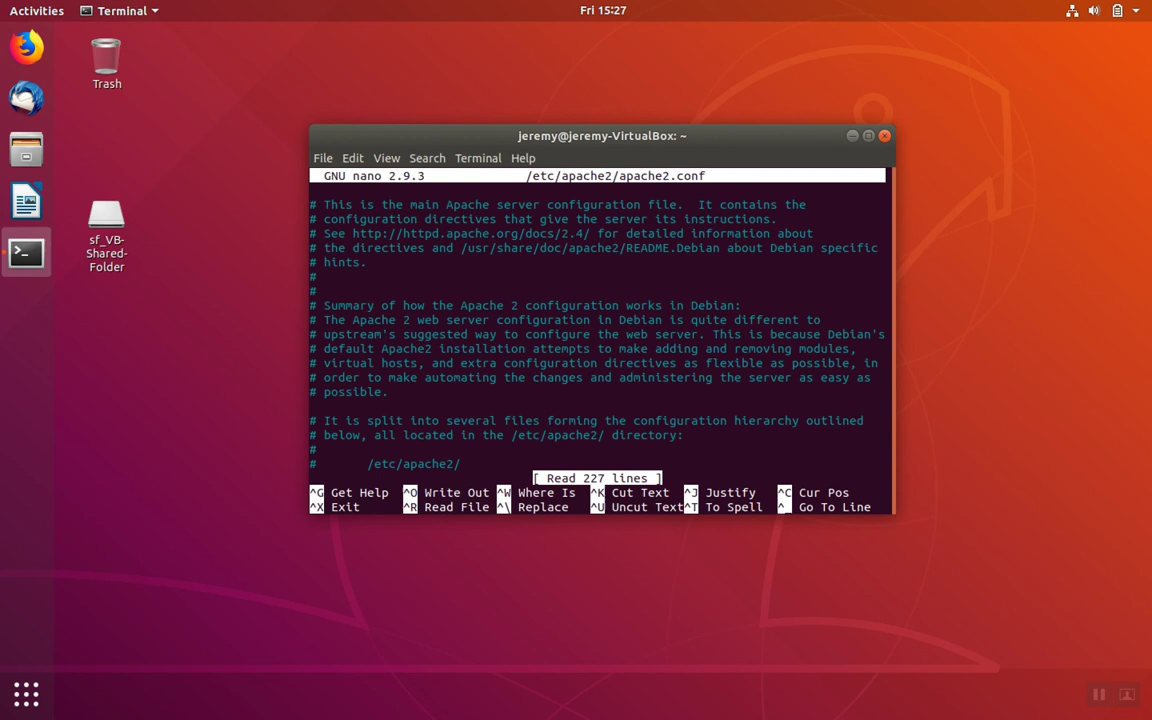 Activities Terminal Fri 15:27
Trash
sf_VB-
Shared-
Folder
jeremy@jeremy-VirtualBox: ~
File Edit View Search Terminal Help
GNU nano 2.9.3 /etc/apache2/apache2.conf
# This is the main Apache server configuration file.  It contains the
# configuration directives that give the server its instructions.
# See http://httpd.apache.org/docs/2.4/ for detailed information about
# the directives and /usr/share/doc/apache2/README.Debian about Debian specific
# hints.
#
#
# Summary of how the Apache 2 configuration works in Debian:
# The Apache 2 web server configuration in Debian is quite different to
# upstream's suggested way to configure the web server. This is because Debian's
# default Apache2 installation attempts to make adding and removing modules,
# virtual hosts, and extra configuration directives as flexible as possible, in
# order to make automating the changes and administering the server as easy as
# possible.
# It is split into several files forming the configuration hierarchy outlined
# below, all located in the /etc/apache2/ directory:
#
#       /etc/apache2/
[ Read 227 lines ]
^G Get Help ^O Write Out ^W Where Is ^K Cut Text ^J Justify ^C Cur Pos
^X Exit ^R Read File ^\ Replace ^U Uncut Text ^T To Spell ^_ Go To Line